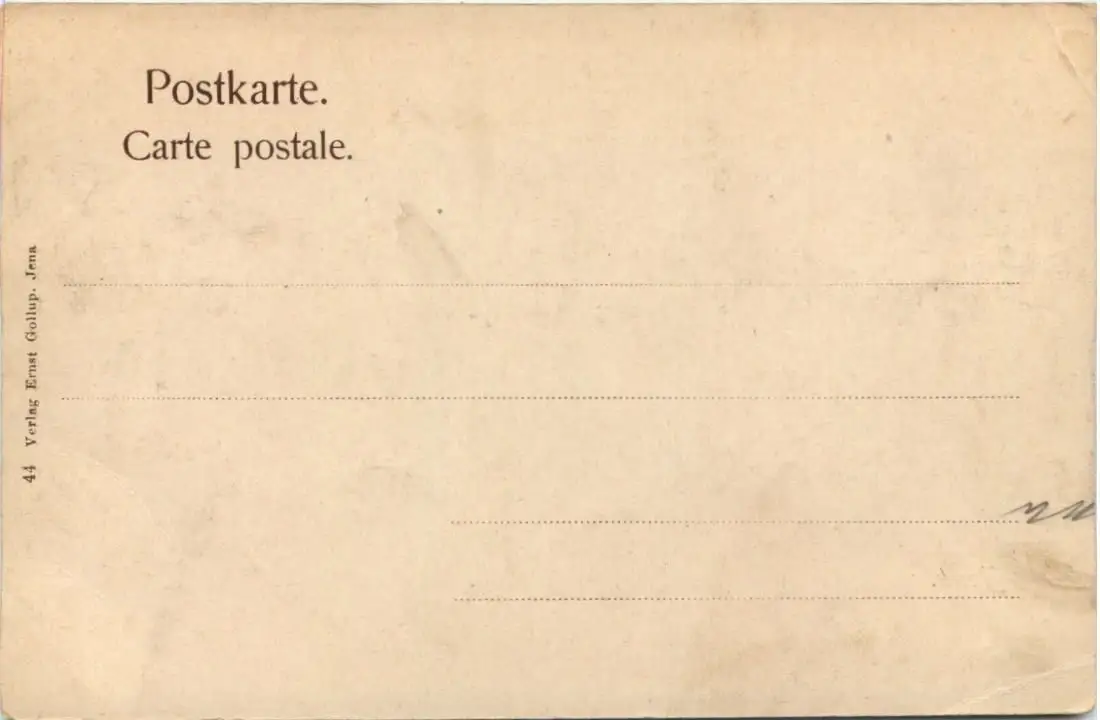 Postkarte.
Carte postale.
44 Verlag Ernst Gollup. Jena